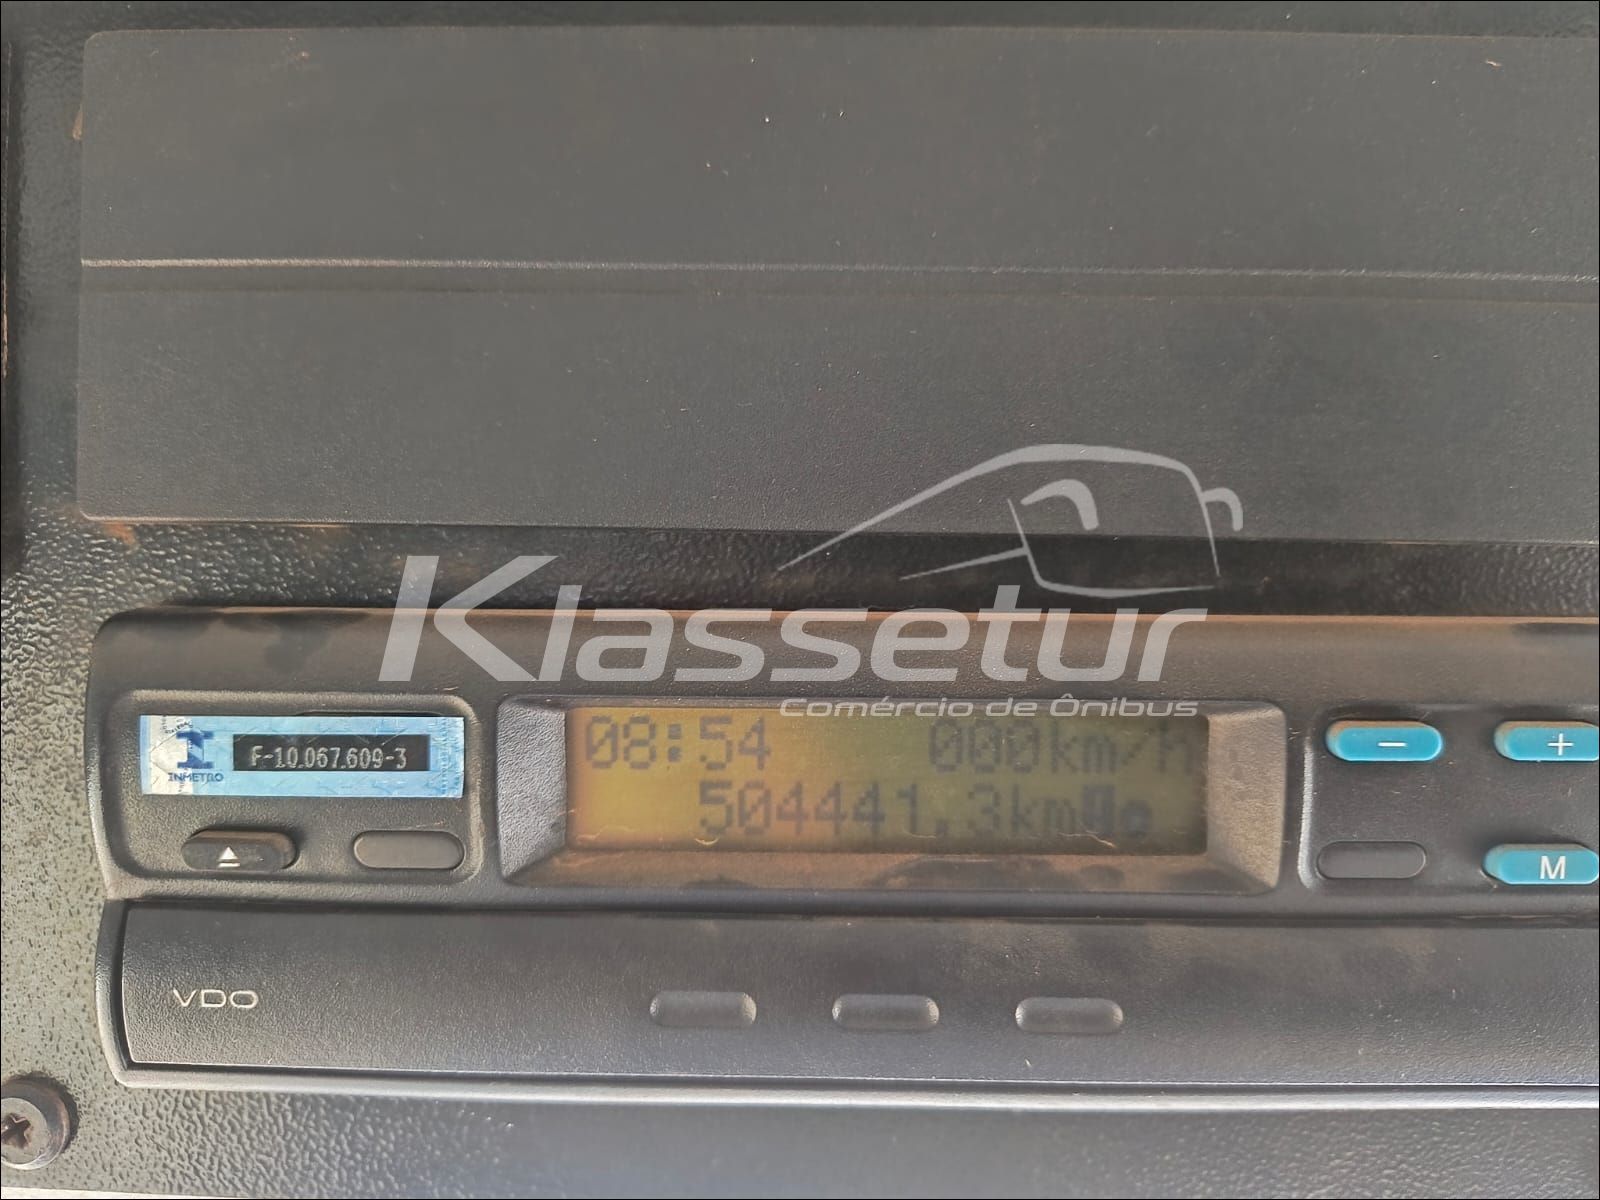 Klassetur
Comércio de Ônibus
INMETRO
F-10.067.609-3
08:54 000km/h
504441,3km
VDO
−
+
M